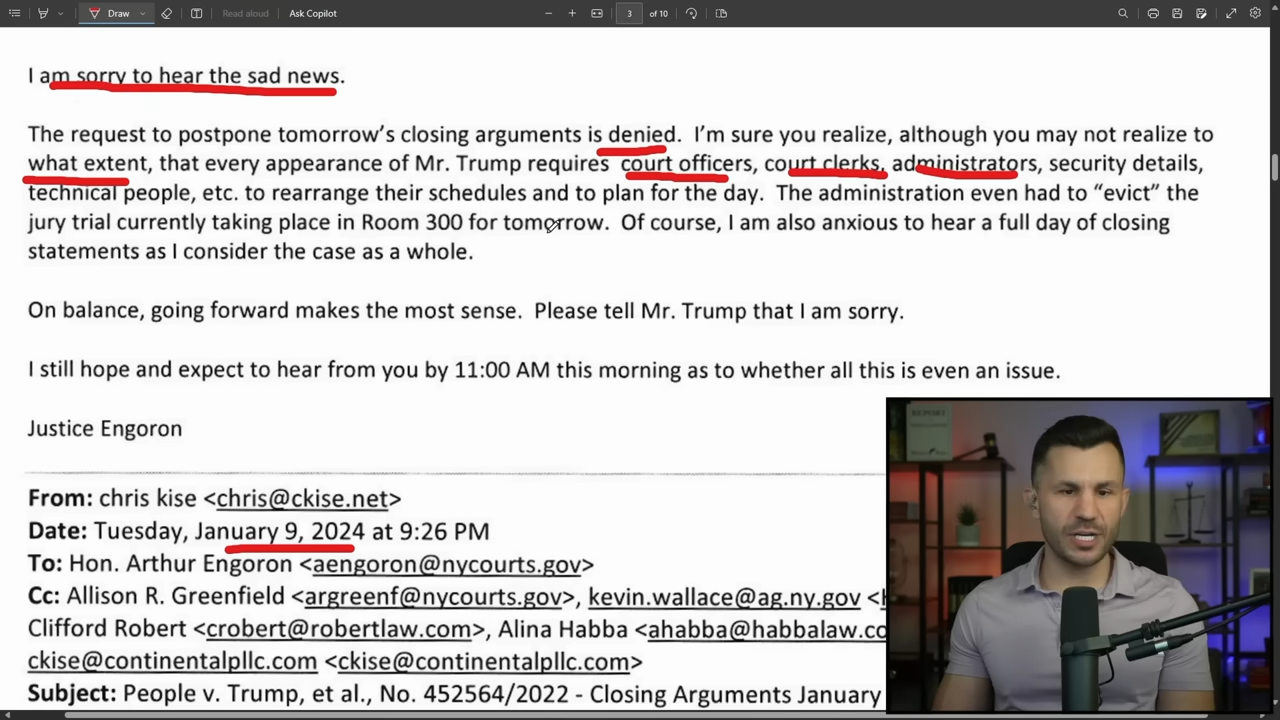 Draw
Read aloud
Ask Copilot
3
of 10
I am sorry to hear the sad news.
The request to postpone tomorrow's closing arguments is denied.  I'm sure you realize, although you may not realize to
what extent, that every appearance of Mr. Trump requires  court officers, court clerks, administrators, security details,
technical people, etc. to rearrange their schedules and to plan for the day.  The administration even had to “evict” the
jury trial currently taking place in Room 300 for tomorrow.  Of course, I am also anxious to hear a full day of closing
statements as I consider the case as a whole.
On balance, going forward makes the most sense.  Please tell Mr. Trump that I am sorry.
I still hope and expect to hear from you by 11:00 AM this morning as to whether all this is even an issue.
Justice Engoron
From: chris kise <chris@ckise.net>
Date: Tuesday, January 9, 2024 at 9:26 PM
To: Hon. Arthur Engoron <aengoron@nycourts.gov>
Cc: Allison R. Greenfield <argreenf@nycourts.gov>, kevin.wallace@ag.ny.gov <
Clifford Robert <crobert@robertlaw.com>, Alina Habba <ahabba@habbalaw.co
ckise@continentalpllc.com <ckise@continentalpllc.com>
Subject: People v. Trump, et al., No. 452564/2022 - Closing Arguments January
REPORT